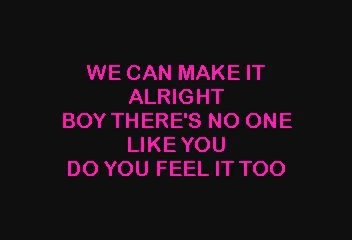 WE CAN MAKE IT
ALRIGHT
BOY THERE'S NO ONE
LIKE YOU
DO YOU FEEL IT TOO